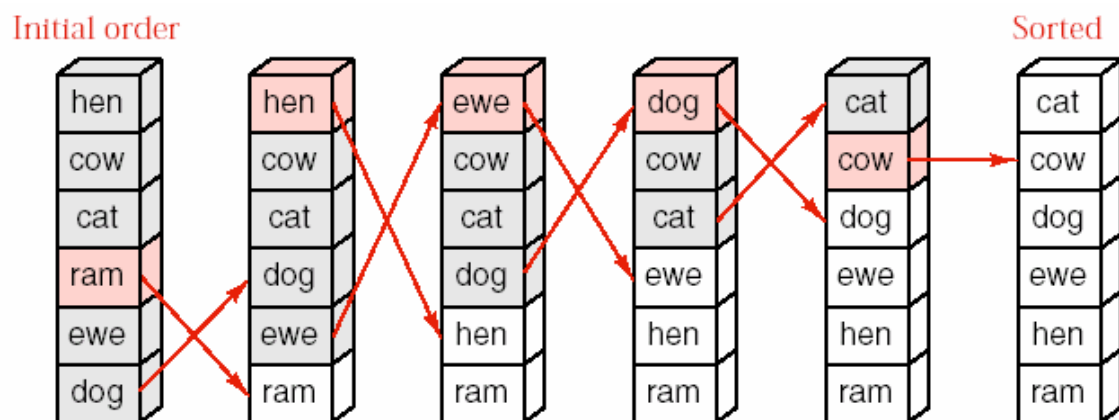 Initial order Sorted
hen hen ewe dog cat cat
cow cow cow cow cow cow
cat cat cat cat dog dog
ram dog dog ewe ewe ewe
ewe ewe hen hen hen hen
dog ram ram ram ram ram